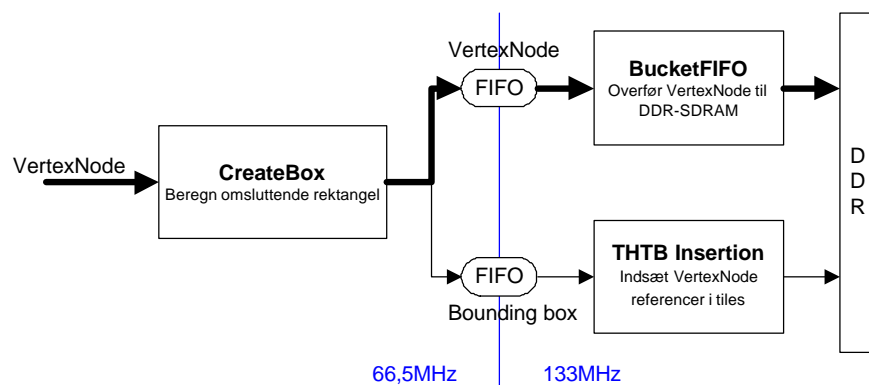 VertexNode
BucketFIFO
FIFO
Overfør VertexNode til
DDR-SDRAM
VertexNode
CreateBox
Beregn omsluttende rektangel
D
D
R
THTB Insertion
FIFO
Indsæt VertexNode
referencer i tiles
Bounding box
66,5MHz
133MHz